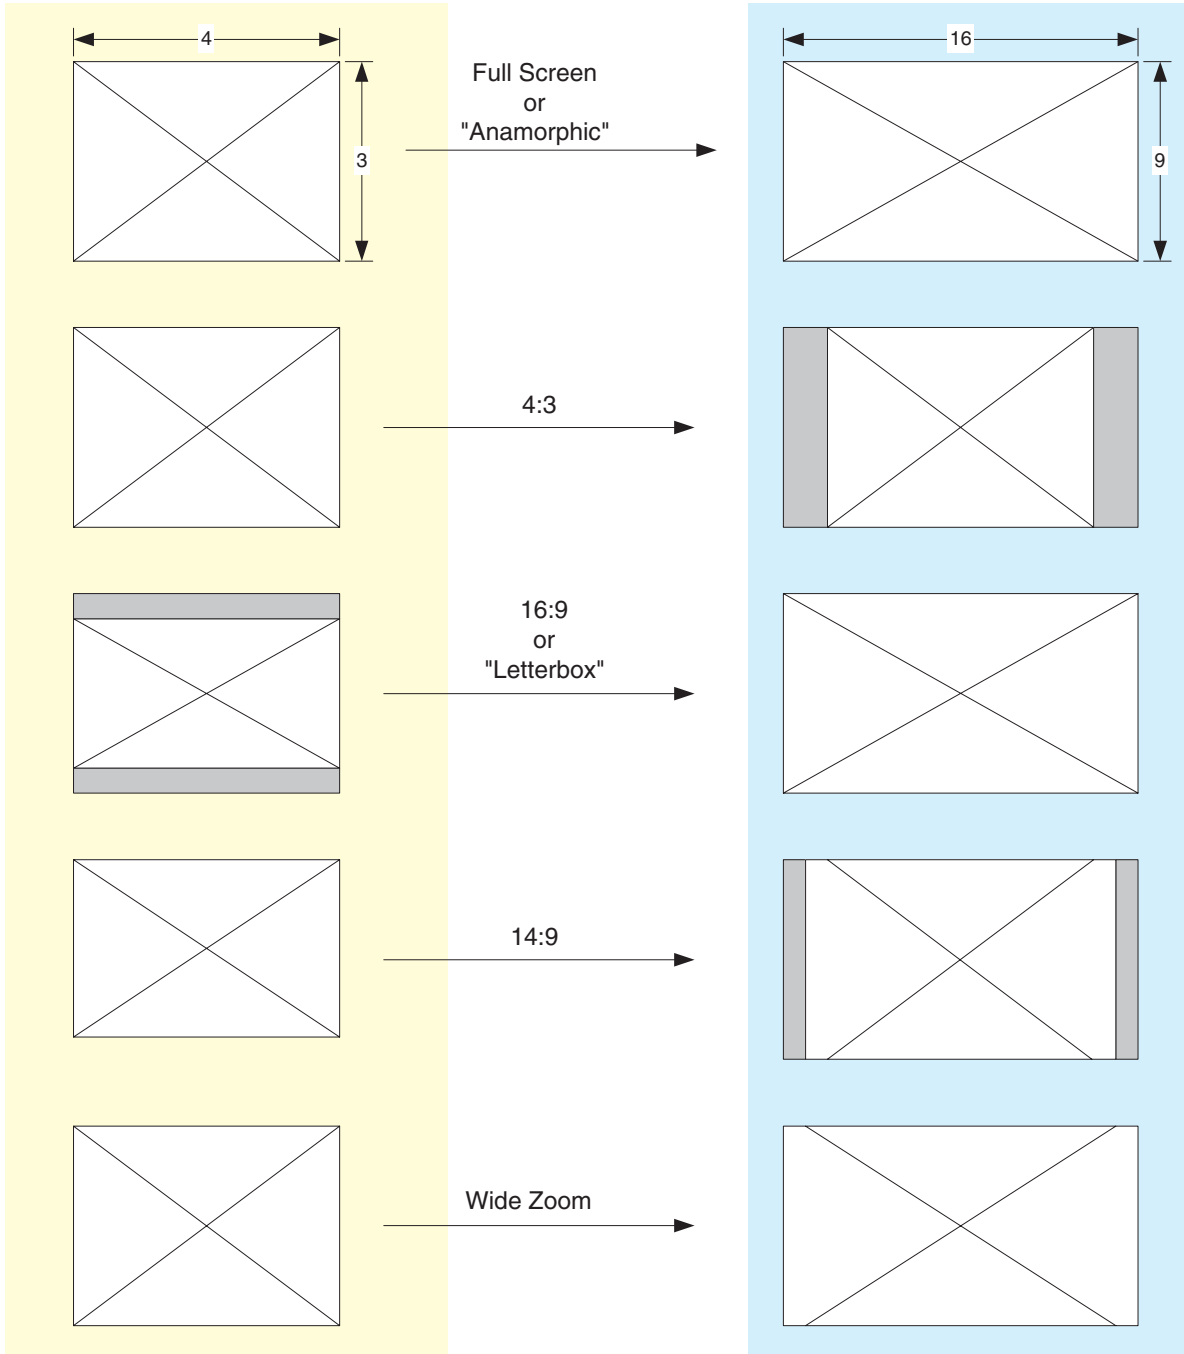 4
16
Full Screen
or
"Anamorphic"
3
9
4:3
16:9
or
"Letterbox"
14:9
Wide Zoom